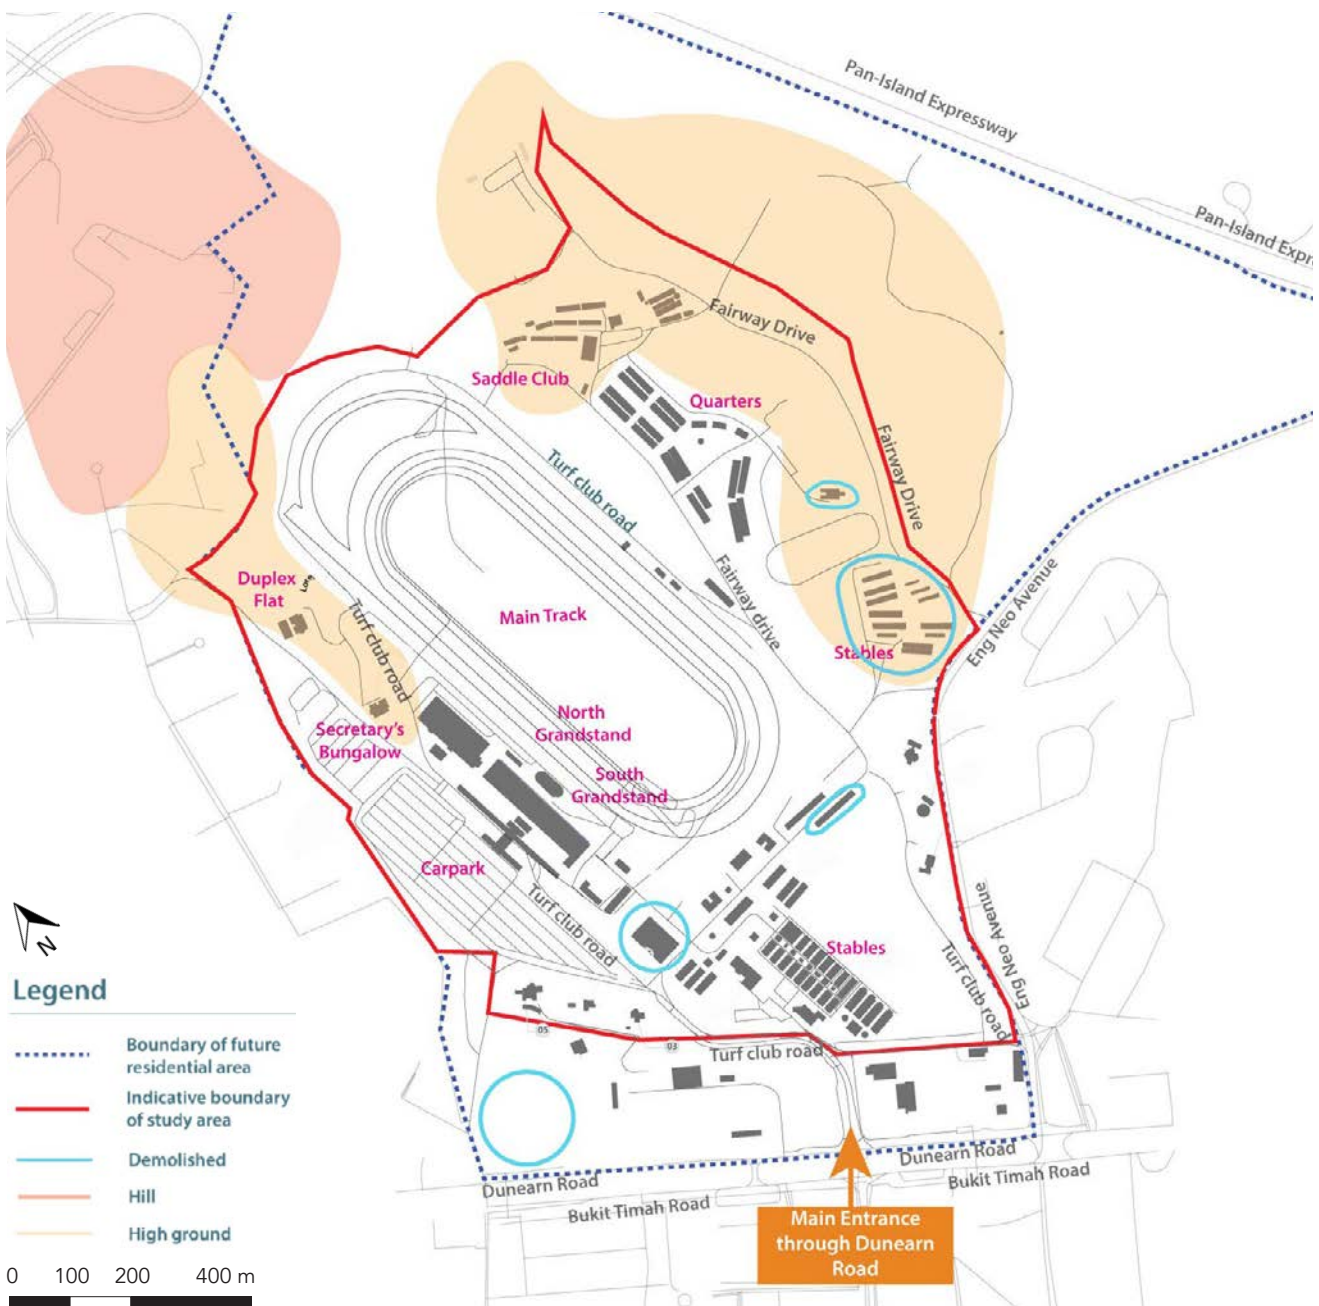 Pan-Island Expressway
Pan-Island Expre
Fairway Drive
Saddle Club
Quarters
Turf club road
Fairway Drive
Fairway drive
Eng Neo Avenue
Duplex
Flat
Turf club road
Main Track
Stables
Secretary's
Bungalow
North
Grandstand
South
Grandstand
Carpark
Turf club road
Stables
Eng Neo Avenue
Turf club road
N
05
03
Turf club road
Legend
Boundary of future
residential area
Indicative boundary
of study area
Demolished
Hill
High ground
Dunearn Road
Dunearn Road
Bukit Timah Road
Bukit Timah Road
Main Entrance
through Dunearn
Road
0 100 200 400 m